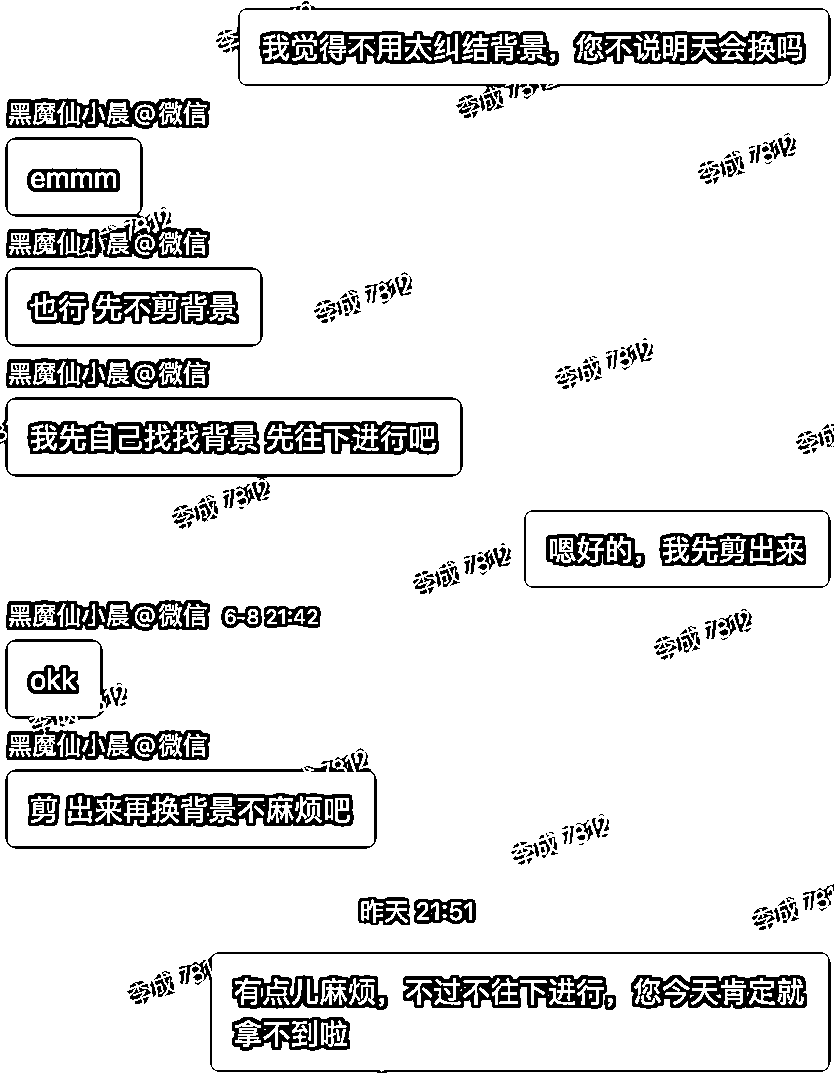 我觉得不用太纠结背景，您不说明天会换吗
黑魔仙小晨@微信
emmm
黑魔仙小晨@微信
也行 先不剪背景
黑魔仙小晨@微信
我先自己找找背景 先往下进行吧
嗯好的，我先剪出来
黑魔仙小晨@微信 6-8 21:42
okk
黑魔仙小晨@微信
剪 出来再换背景不麻烦吧
昨天 21:51
有点儿麻烦，不过不往下进行，您今天肯定就
拿不到啦
李成 7812